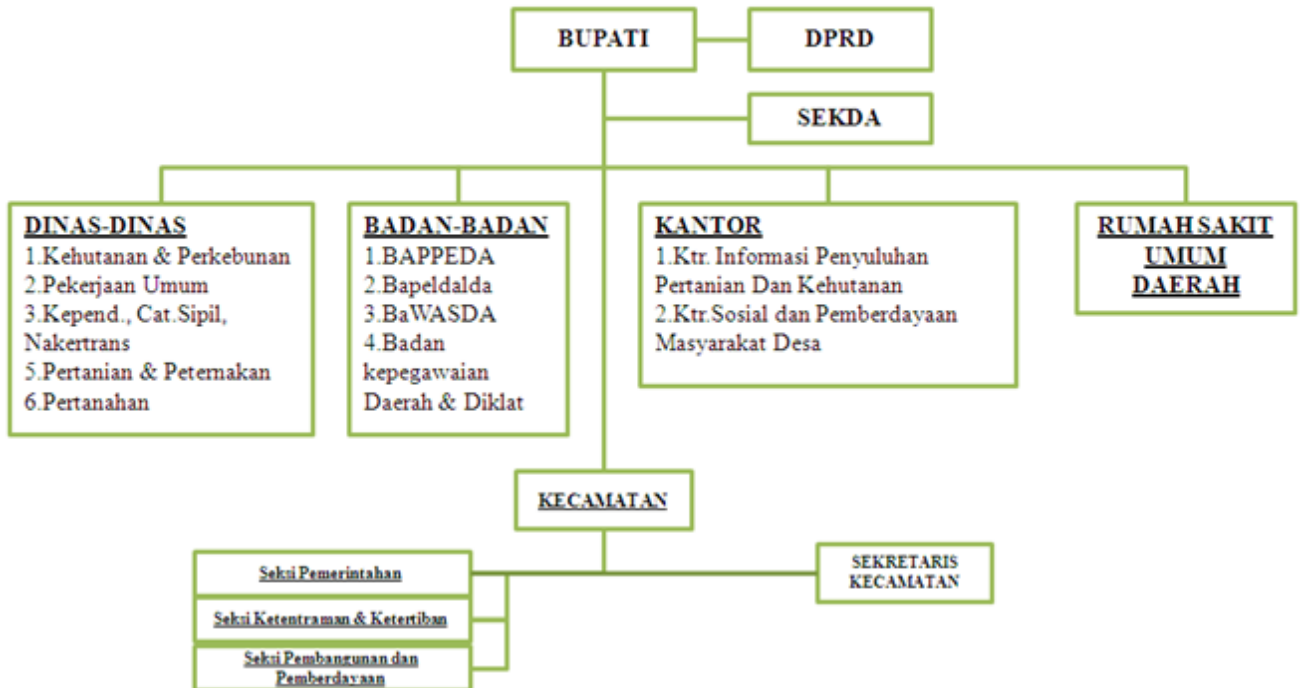 BUPATI
DPRD
SEKDA
DINAS-DINAS
1.Kehutanan & Perkebunan
2.Pekerjaan Umum
3.Kepend., Cat.Sipil,
Nakertrans
5.Pertanian & Peternakan
6.Pertanahan
BADAN-BADAN
1.BAPPEDA
2.Bapeldalda
3.BaWASDA
4.Badan
kepegawaian
Daerah & Diklat
KANTOR
1.Ktr. Informasi Penyuluhan
Pertanian Dan Kehutanan
2.Ktr.Sosial dan Pemberdayaan
Masyarakat Desa
RUMAH SAKIT
UMUM
DAERAH
KECAMATAN
SEKRETARIS
KECAMATAN
Seksi Pemerintahan
Seksi Ketentraman & Ketertiban
Seksi Pembangunan dan
Pemberdayaan